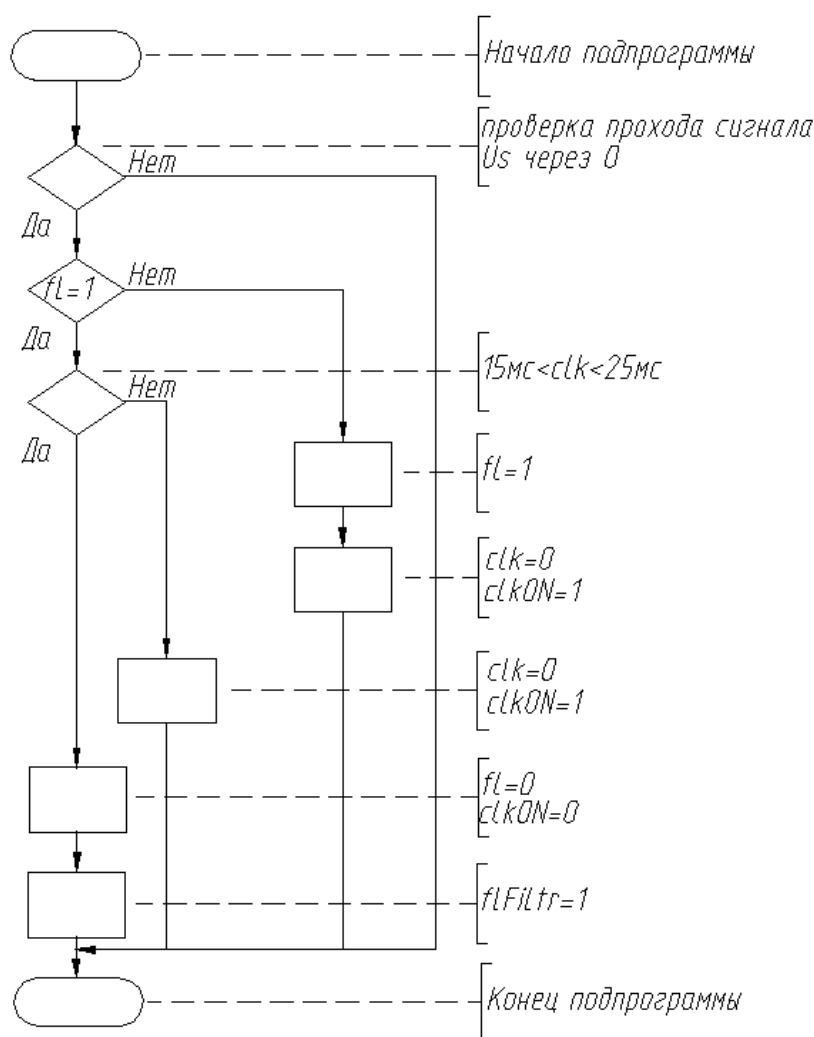 Начало подпрограммы
проверка прохода сигнала
Us через 0
Нет
Да
fl=1
Нет
Да
15мс<clk<25мс
Нет
Да
fl=1
clk=0
clkON=1
clk=0
clkON=1
fl=0
clkON=0
flFiltr=1
Конец подпрограммы